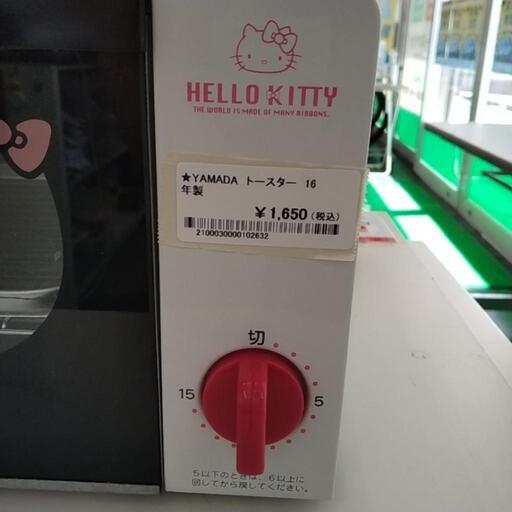 HELLO KITTY
THE WORLD IS MADE OF MANY RIBBONS.
★YAMADA トースター 16
年製
￥1,650(税込)
2100030000102632
切
15
5
5以下のときは、6以上に
回してから戻してください。